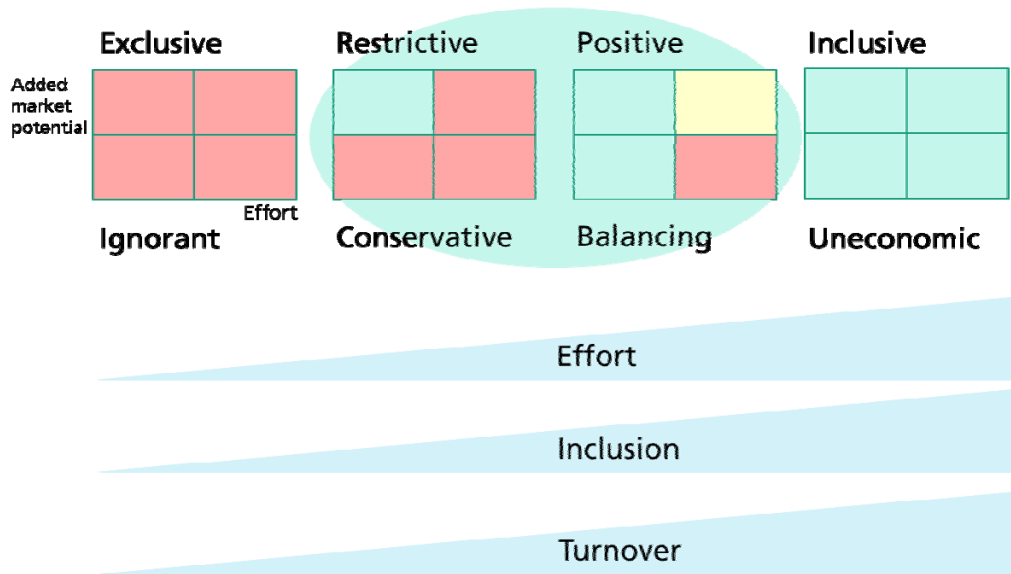 Exclusive
Restrictive
Positive
Inclusive
Added
market
potential
Effort
Ignorant
Conservative
Balancing
Uneconomic
Effort
Inclusion
Turnover